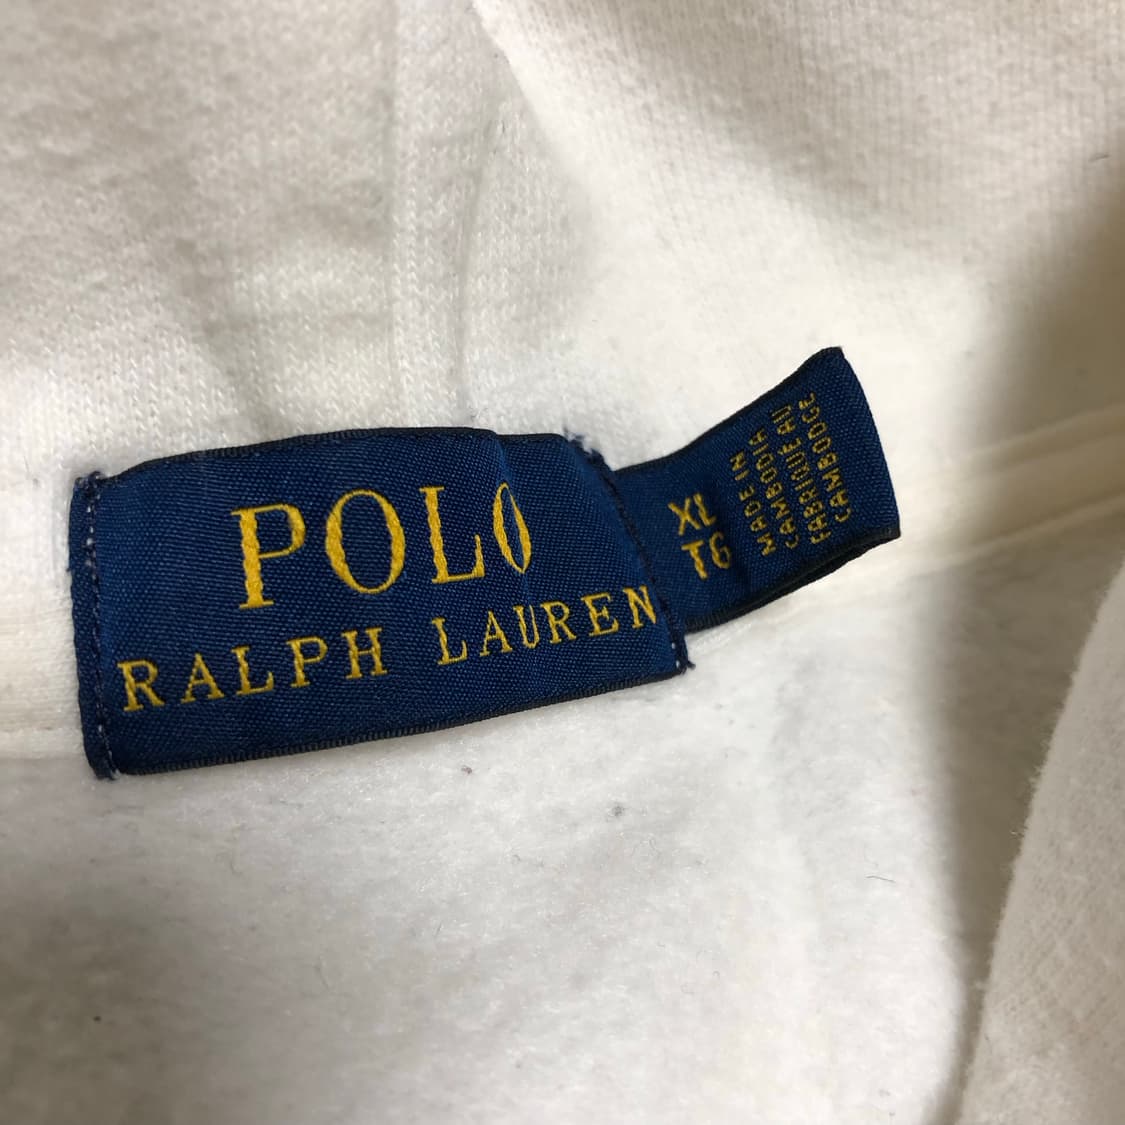 POLO
RALPH LAUREN
XL
TG
MADE IN
CAMBODIA
FABRIQUÉ AU
CAMBODGE